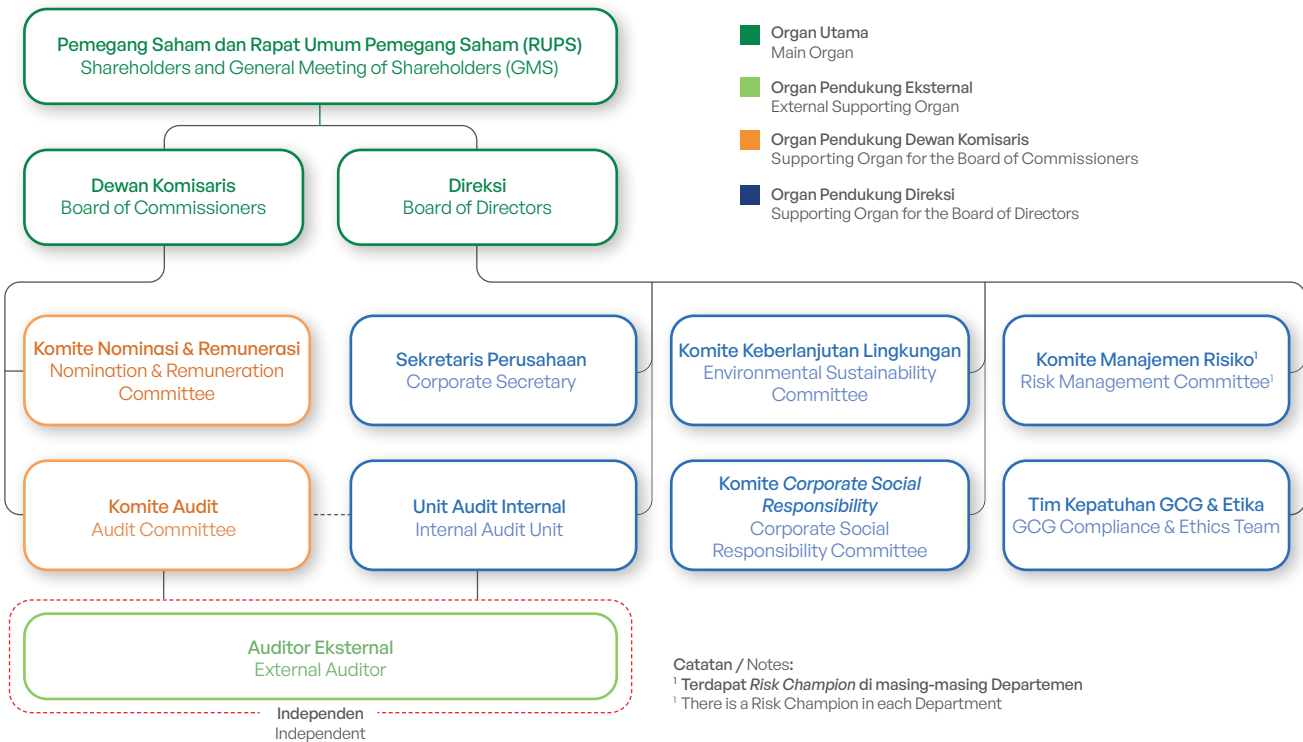 Pemegang Saham dan Rapat Umum Pemegang Saham (RUPS)
Shareholders and General Meeting of Shareholders (GMS)
Organ Utama
Main Organ
Organ Pendukung Eksternal
External Supporting Organ
Organ Pendukung Dewan Komisaris
Supporting Organ for the Board of Commissioners
Organ Pendukung Direksi
Supporting Organ for the Board of Directors
Dewan Komisaris
Board of Commissioners
Direksi
Board of Directors
Komite Nominasi & Remunerasi
Nomination & Remuneration
Committee
Sekretaris Perusahaan
Corporate Secretary
Komite Keberlanjutan Lingkungan
Environmental Sustainability
Committee
Komite Manajemen Risiko¹
Risk Management Committee¹
Komite Audit
Audit Committee
Unit Audit Internal
Internal Audit Unit
Komite Corporate Social
Responsibility
Corporate Social
Responsibility Committee
Tim Kepatuhan GCG & Etika
GCG Compliance & Ethics Team
Auditor Eksternal
External Auditor
Independen
Independent
Catatan / Notes:
¹ Terdapat Risk Champion di masing-masing Departemen
¹ There is a Risk Champion in each Department